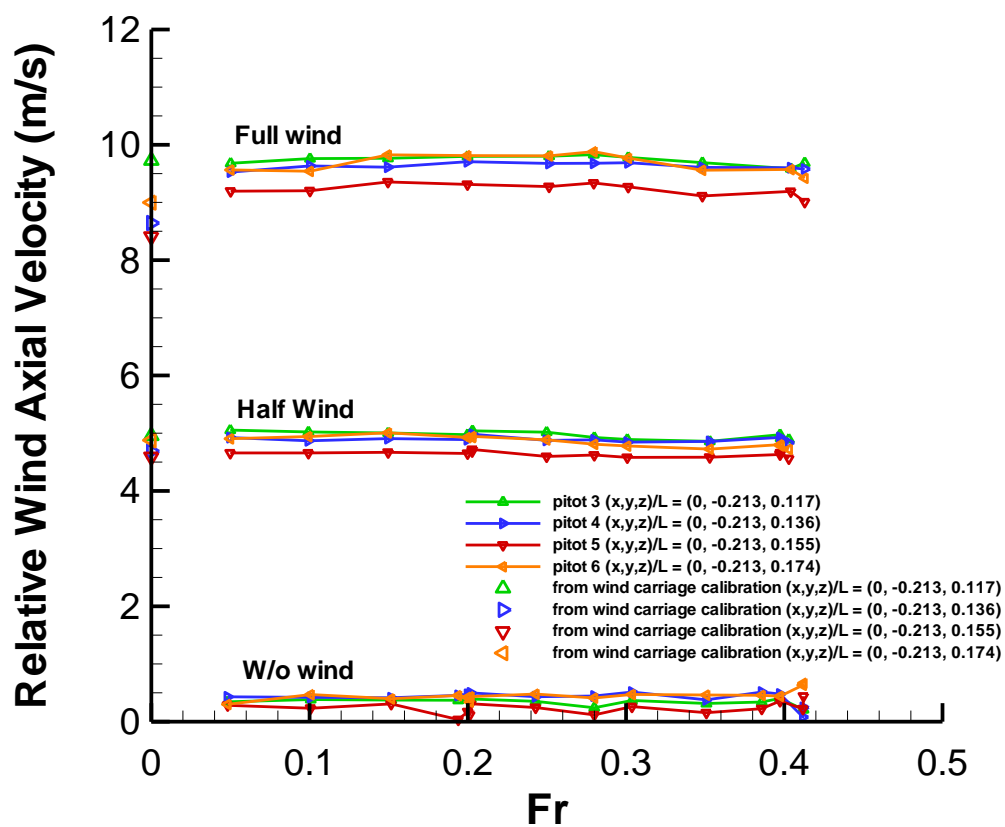 Relative Wind Axial Velocity (m/s)
12
10
8
6
4
2
0
Full wind
Half Wind
pitot 3 (x,y,z)/L = (0, -0.213, 0.117)
pitot 4 (x,y,z)/L = (0, -0.213, 0.136)
pitot 5 (x,y,z)/L = (0, -0.213, 0.155)
pitot 6 (x,y,z)/L = (0, -0.213, 0.174)
from wind carriage calibration (x,y,z)/L = (0, -0.213, 0.117)
from wind carriage calibration (x,y,z)/L = (0, -0.213, 0.136)
from wind carriage calibration (x,y,z)/L = (0, -0.213, 0.155)
from wind carriage calibration (x,y,z)/L = (0, -0.213, 0.174)
W/o wind
0 0.1 0.2 0.3 0.4 0.5
Fr